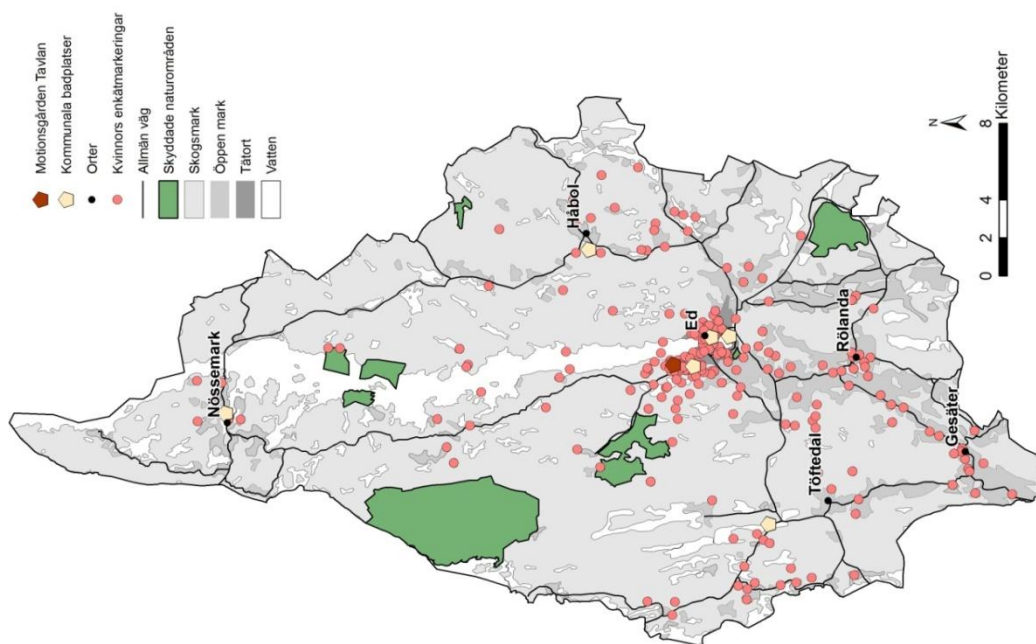 Motionsgården Tavlan
Kommunala badplatser
Orter
Kvinnors enkätmarkeringar
Allmän väg
Skyddade naturområden
Skogsmark
Öppen mark
Tätort
Vatten
Nössemark
Håbol
Ed
Rölanda
Töftedal
Gesäter
N
0 2 4 8
Kilometer